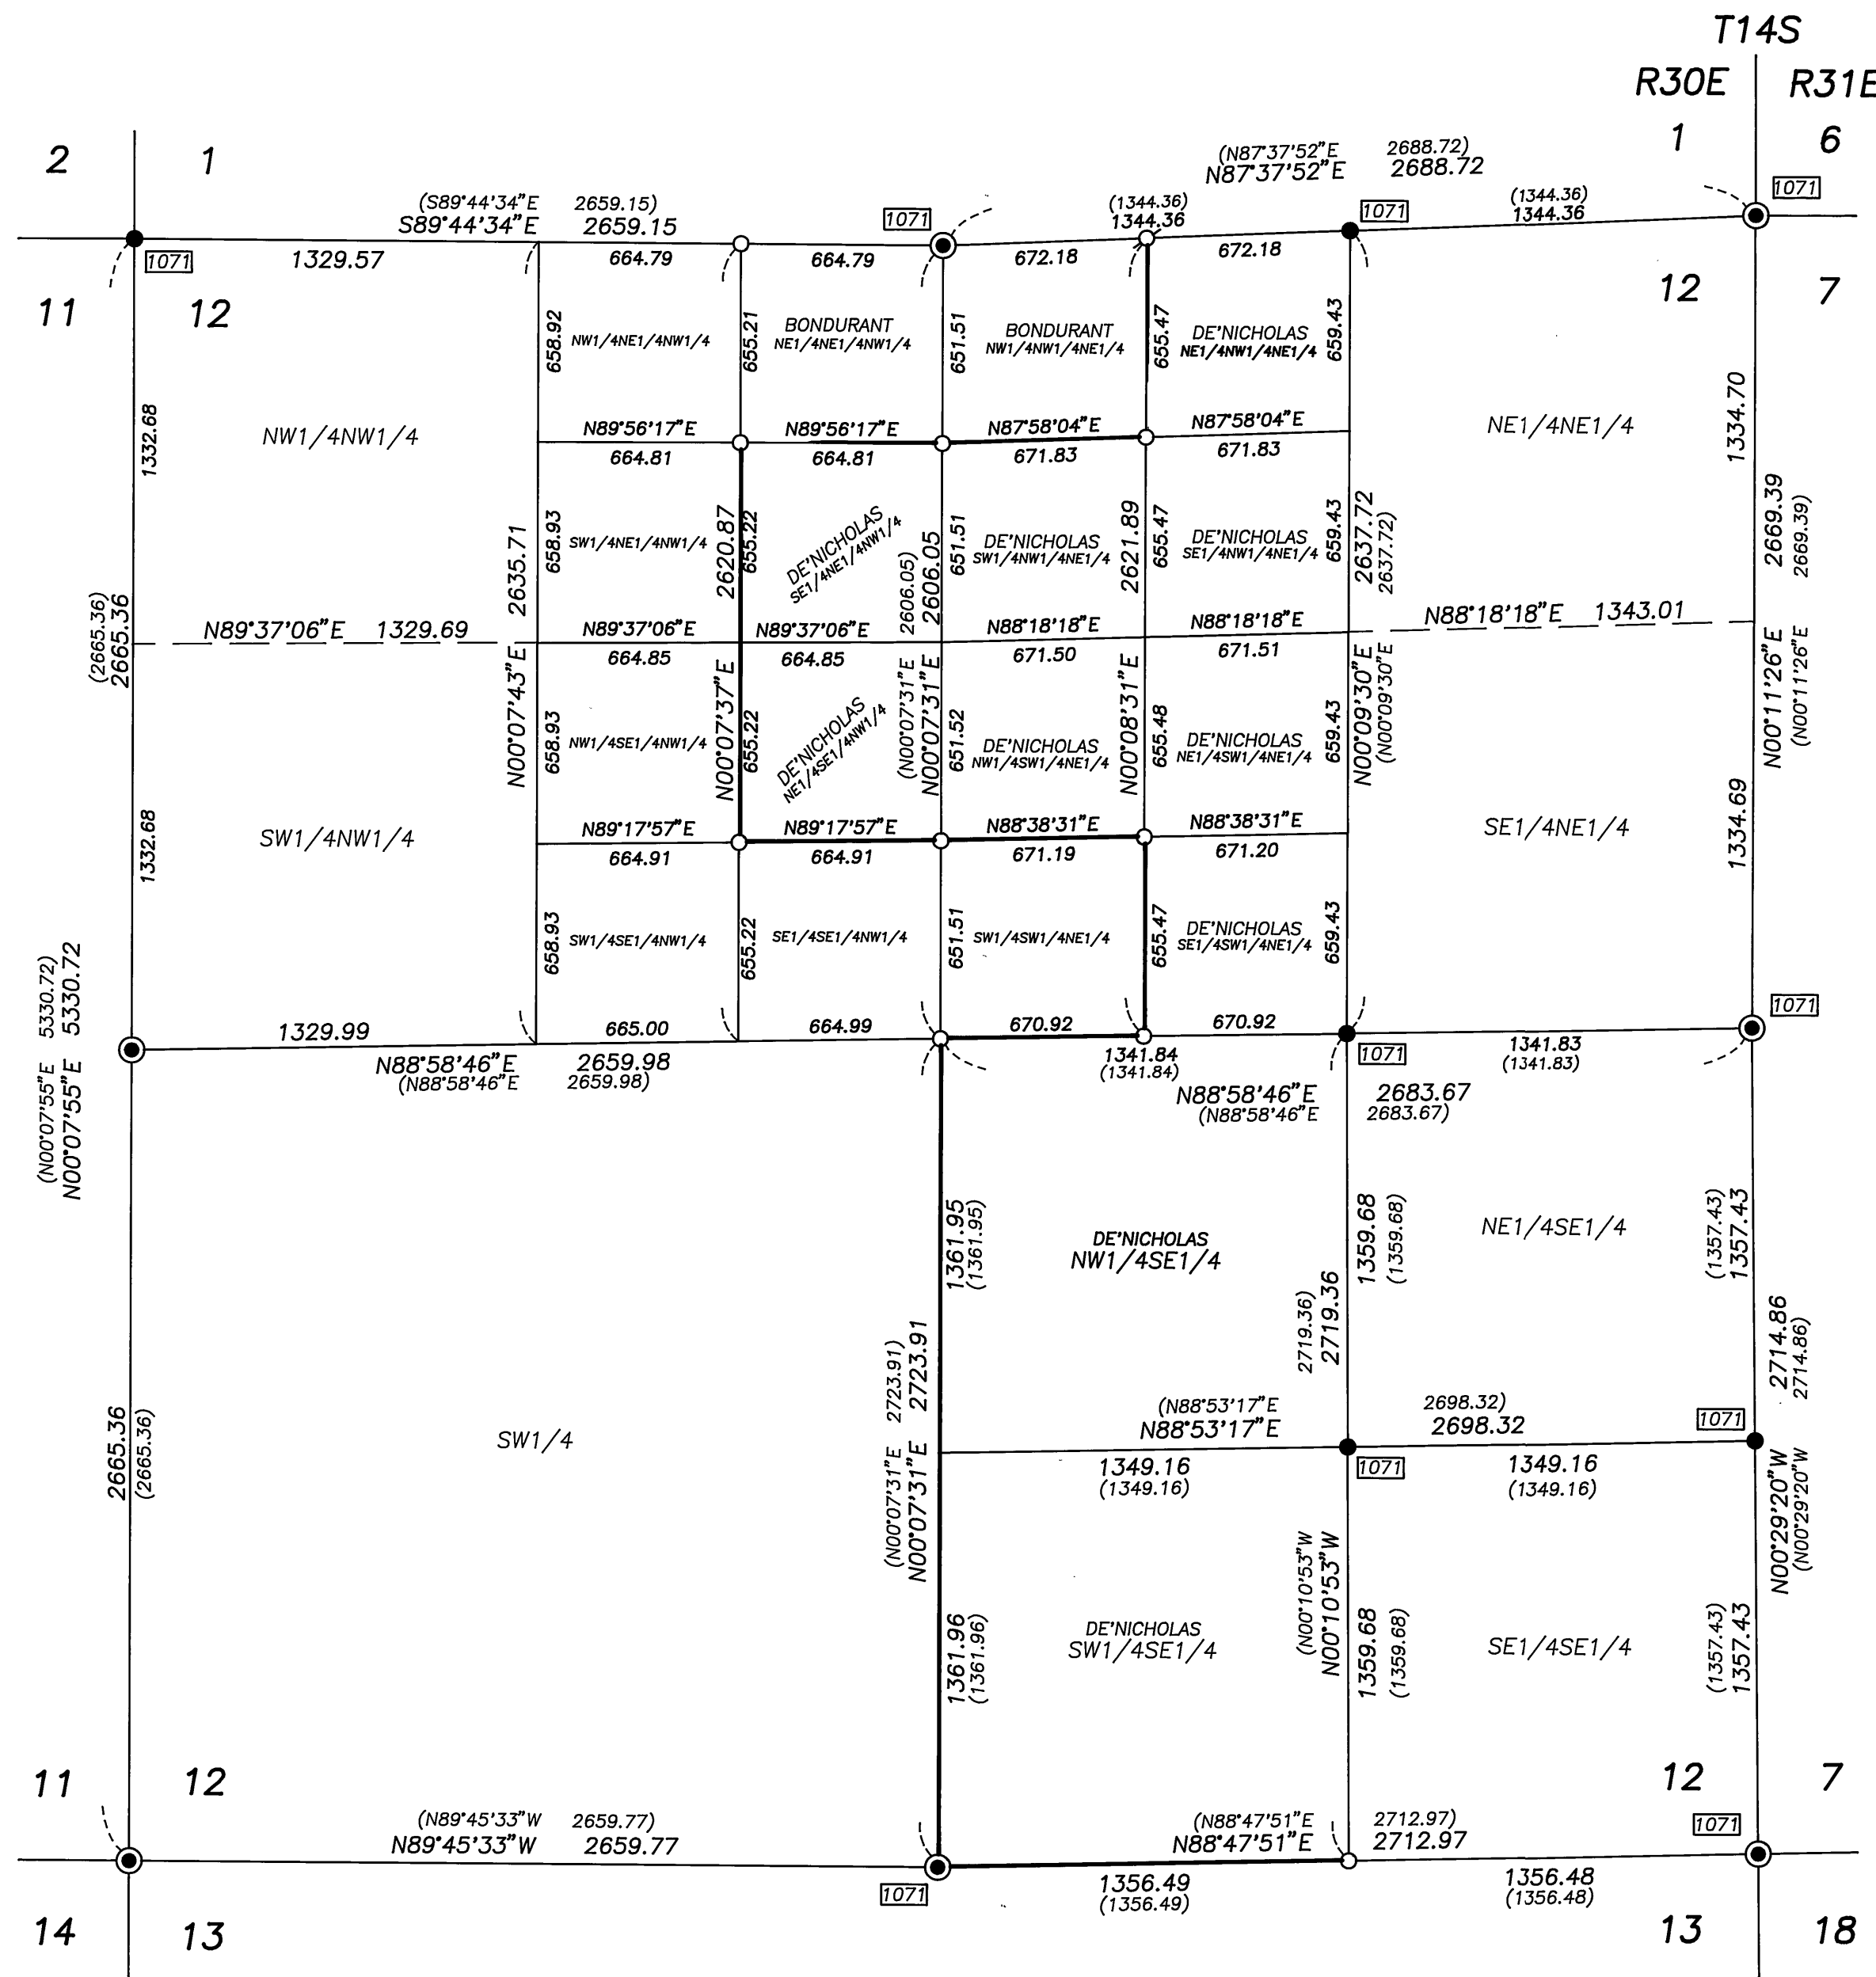 T14S
R30E R31E
2 1 1 6
(N87°37'52"E 2688.72)
N87°37'52"E 2688.72
(S89°44'34"E 2659.15)
S89°44'34"E 2659.15
1071
(1344.36)
1344.36
1071
(1344.36)
1344.36
1071
1071
1329.57
664.79
664.79
672.18
672.18
11 12 12 7
658.92
NW1/4NE1/4NW1/4
655.21
BONDURANT
NE1/4NE1/4NW1/4
651.51
BONDURANT
NW1/4NW1/4NE1/4
655.47
DE'NICHOLAS
NE1/4NW1/4NE1/4
659.43
1332.68
NW1/4NW1/4
NE1/4NE1/4
1334.70
N89°56'17"E
664.81
N89°56'17"E
664.81
N87°58'04"E
671.83
N87°58'04"E
671.83
2635.71
658.93
SW1/4NE1/4NW1/4
2620.87
655.22
DE'NICHOLAS
SE1/4NE1/4NW1/4
(2606.05)
2606.05
651.51
DE'NICHOLAS
SW1/4NW1/4NE1/4
2621.89
655.47
DE'NICHOLAS
SE1/4NW1/4NE1/4
659.43
2637.72
(2637.72)
2669.39
(2669.39)
(2665.36)
2665.36
N89°37'06"E 1329.69
N89°37'06"E
664.85
N89°37'06"E
664.85
N88°18'18"E
671.50
N88°18'18"E
671.51
N88°18'18"E 1343.01
N00°07'43"E
658.93
NW1/4SE1/4NW1/4
N00°07'37"E
655.22
DE'NICHOLAS
NE1/4SE1/4NW1/4
(N00°07'31"E
N00°07'31"E
651.52
DE'NICHOLAS
NW1/4SW1/4NE1/4
N00°08'31"E
655.48
DE'NICHOLAS
NE1/4SW1/4NE1/4
659.43
N00°09'30"E
(N00°09'30"E
N00°11'26"E
(N00°11'26"E
1332.68
SW1/4NW1/4
SE1/4NE1/4
1334.69
N89°17'57"E
664.91
N89°17'57"E
664.91
N88°38'31"E
671.19
N88°38'31"E
671.20
658.93
SW1/4SE1/4NW1/4
655.22
SE1/4SE1/4NW1/4
651.51
SW1/4SW1/4NE1/4
655.47
DE'NICHOLAS
SE1/4SW1/4NE1/4
659.43
(N00°07'55"E 5330.72)
N00°07'55"E 5330.72
1071
1329.99
665.00
664.99
670.92
670.92
N88°58'46"E 2659.98
(N88°58'46"E 2659.98)
1341.84
(1341.84)
1071
1341.83
(1341.83)
N88°58'46"E 2683.67
(N88°58'46"E 2683.67)
1361.95
(1361.95)
DE'NICHOLAS
NW1/4SE1/4
1359.68
(1359.68)
NE1/4SE1/4
(1357.43)
1357.43
(N00°07'31"E 2723.91)
N00°07'31"E 2723.91
(2719.36)
2719.36
2714.86
(2714.86)
2665.36
(2665.36)
SW1/4
(N88°53'17"E 2698.32)
N88°53'17"E 2698.32
1071
1349.16
(1349.16)
1071
1349.16
(1349.16)
(N00°10'53"W
N00°10'53"W
N00°29'20"W
(N00°29'20"W
1361.96
(1361.96)
DE'NICHOLAS
SW1/4SE1/4
1359.68
(1359.68)
SE1/4SE1/4
(1357.43)
1357.43
11 12 12 7
(N89°45'33"W 2659.77)
N89°45'33"W 2659.77
(N88°47'51"E 2712.97)
N88°47'51"E 2712.97
1071
1071
1356.49
(1356.49)
1356.48
(1356.48)
14 13 13 18